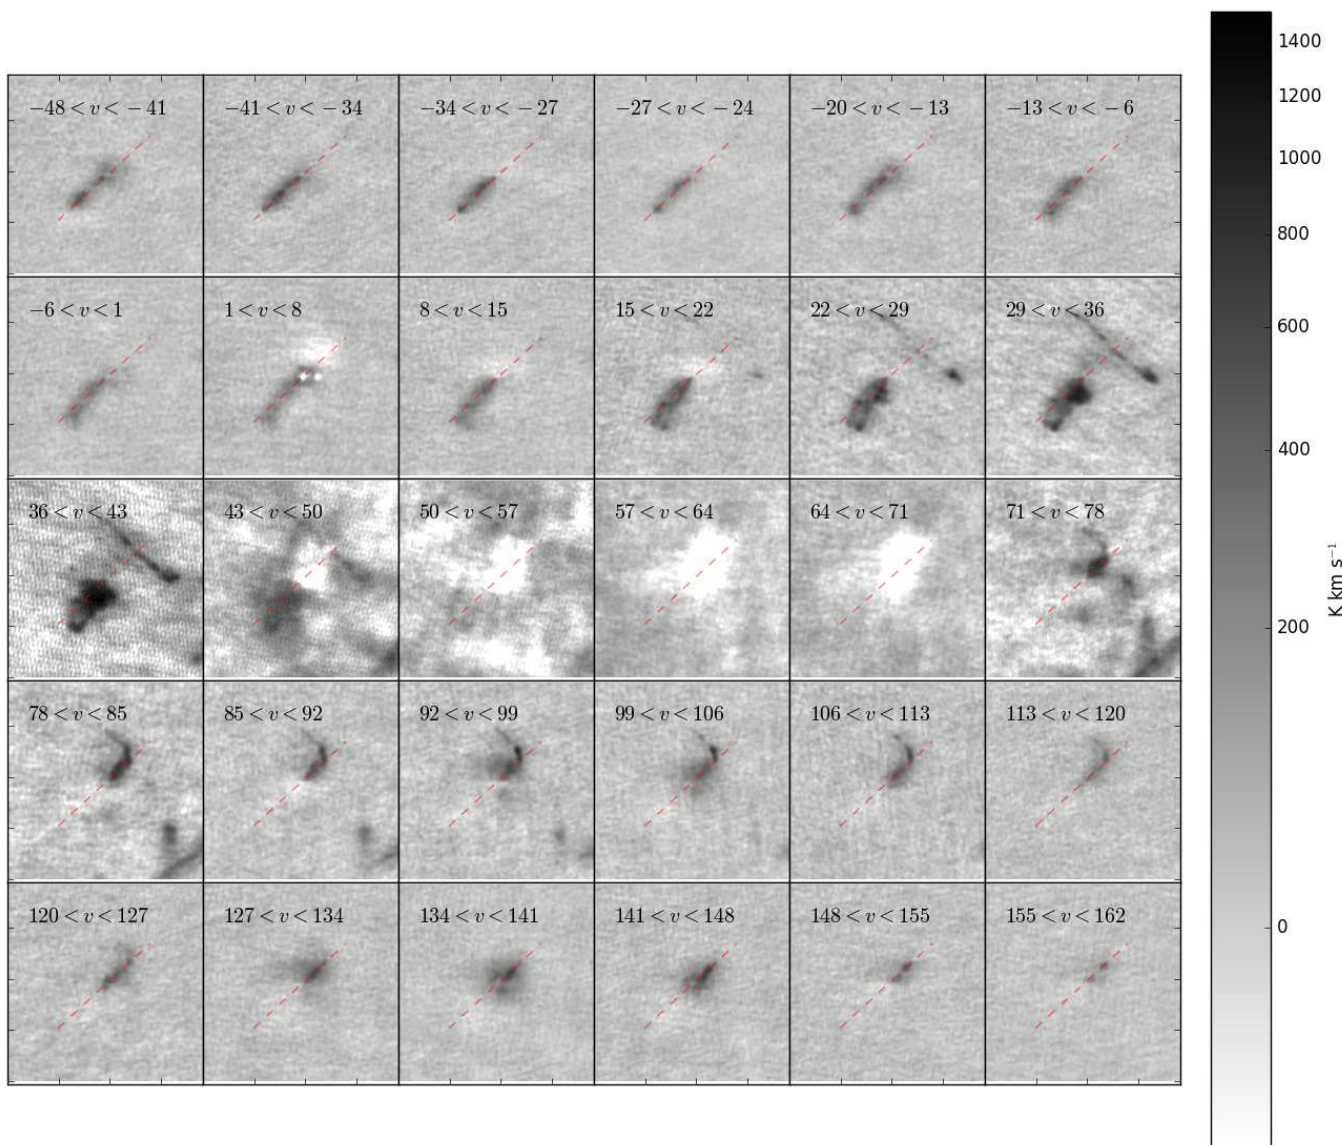 −48 < v < −41
−41 < v < −34
−34 < v < −27
−27 < v < −24
−20 < v < −13
−13 < v < −6
−6 < v < 1
1 < v < 8
8 < v < 15
15 < v < 22
22 < v < 29
29 < v < 36
36 < v < 43
43 < v < 50
50 < v < 57
57 < v < 64
64 < v < 71
71 < v < 78
78 < v < 85
85 < v < 92
92 < v < 99
99 < v < 106
106 < v < 113
113 < v < 120
120 < v < 127
127 < v < 134
134 < v < 141
141 < v < 148
148 < v < 155
155 < v < 162
1400
1200
1000
800
600
400
200
0
K km s⁻¹